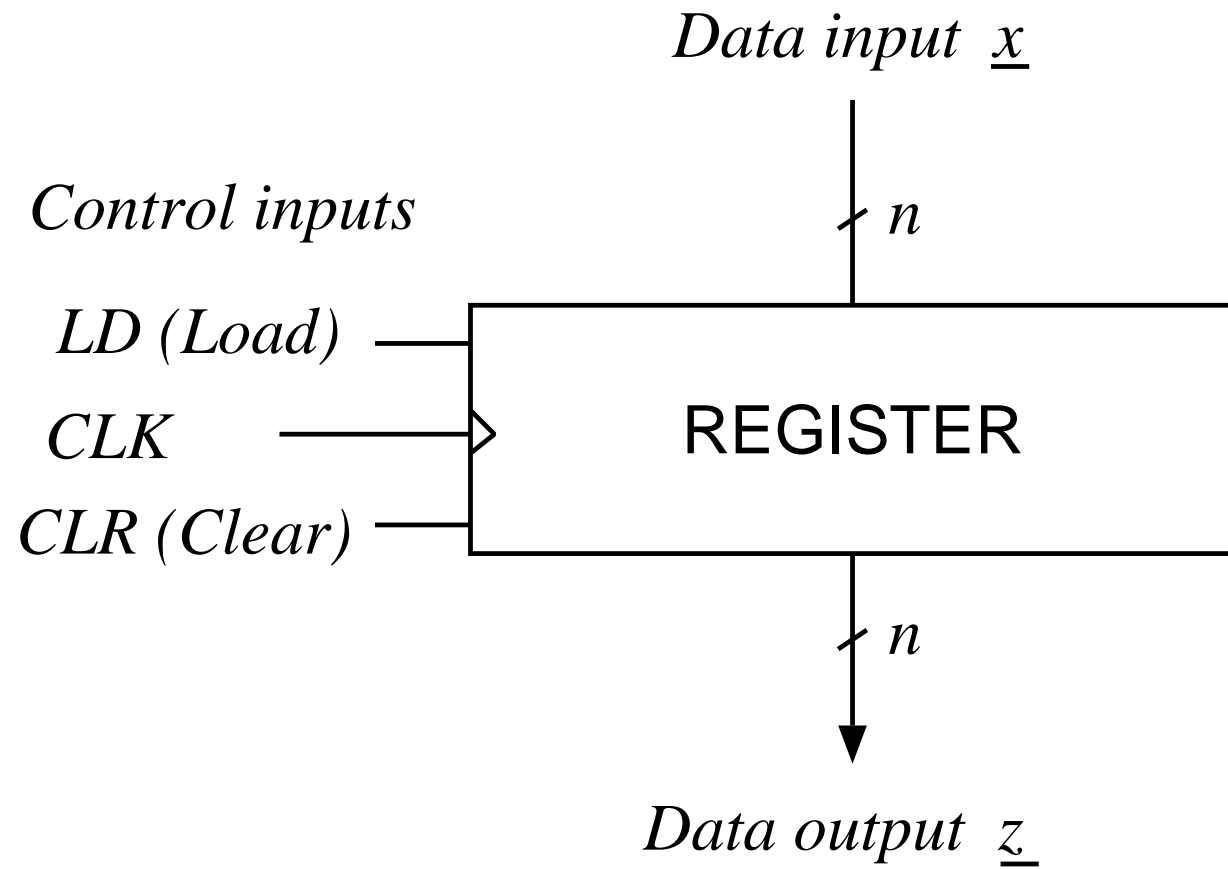 Data input x
Control inputs
n
LD (Load)
CLK
REGISTER
CLR (Clear)
n
Data output z